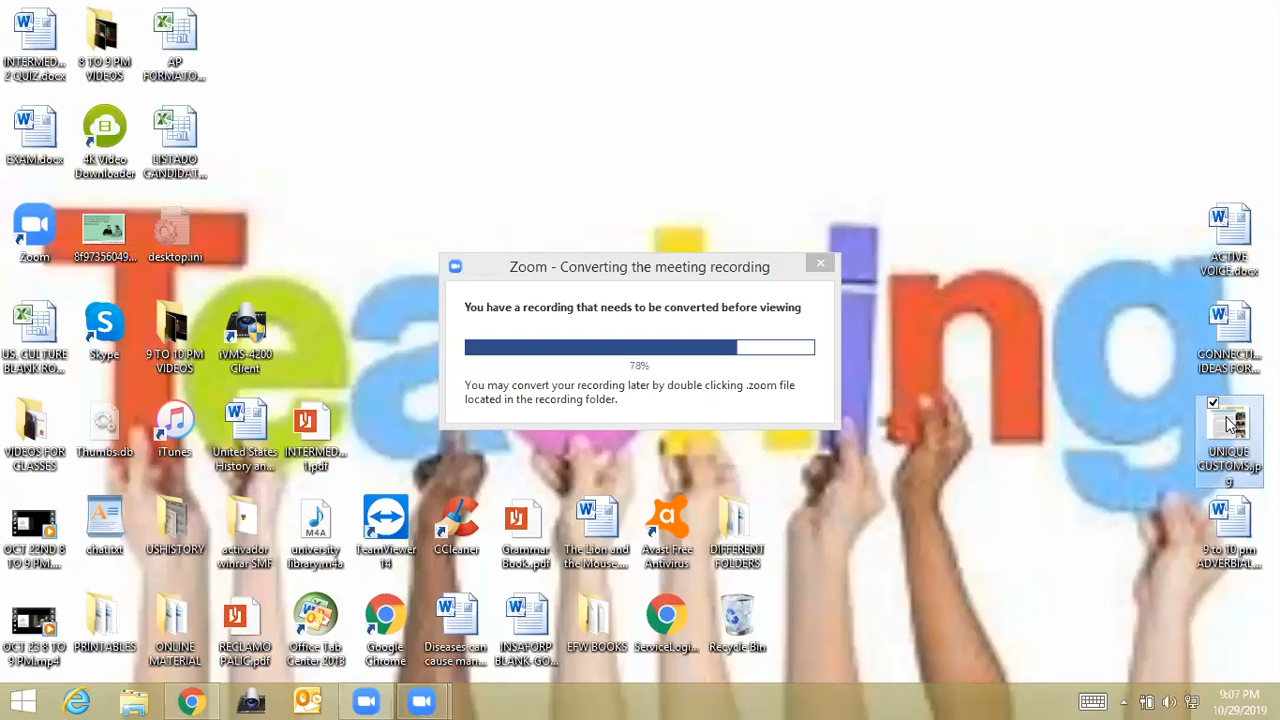 INTERMED...
2 QUIZ.docx
8 TO 9 PM
VIDEOS
AP
FORMATO...
EXAM.docx
4K Video
Downloader
LISTADO
CANDIDAT...
Zoom
8f97356049...
desktop.ini
ACTIVE
VOICE.docx
US. CULTURE
BLANK RO...
Skype
9 TO 10 PM
VIDEOS
iVMS-4200
Client
CONNECTI...
IDEAS FOR...
VIDEOS FOR
CLASSES
Thumbs.db
iTunes
United States
History an...
INTERMED...
1.pdf
UNIQUE
CUSTOMS.jp
g
OCT 22ND 8
TO 9 PM....
chat.txt
USHISTORY
activador
winrar SMF
M4A
university
library.m4a
TeamViewer
14
CCleaner
Grammar
Book..pdf
The Lion and
the Mouse....
Avast Free
Antivirus
DIFFERENT
FOLDERS
9 to 10 pm
ADVERBIAL...
OCT 23 8 TO
9 PM.mp4
PRINTABLES
ONLINE
MATERIAL
RECLAMO
PALIC.pdf
Office Tab
Center 2013
Google
Chrome
Diseases can
cause man...
INSAFORP
BLANK-GO...
EFW BOOKS
ServiceLogi...
Recycle Bin
Teaching
Zoom - Converting the meeting recording
You have a recording that needs to be converted before viewing
78%
You may convert your recording later by double clicking .zoom file
located in the recording folder.
9:07 PM
10/29/2019